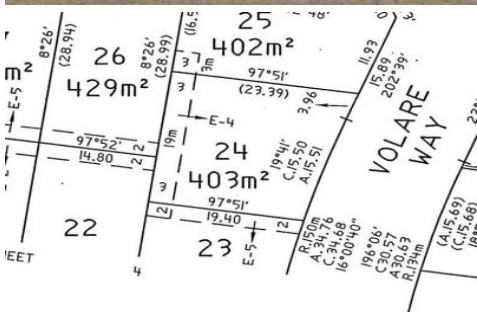 25
402m²
48'
(16.5
26
429m²
8°26'
(28.94)
8°26'
(28.99)
3
3m
97°51'
(23.39)
3
E-4
3.96
11.93
15.89
202°39'
VOLARE
WAY
m²
E-5
97°52'
14.80
2
2
19m
24
403m²
19°41'
C.15.50
A.15.51
3
97°51'
19.40
2
2
22
23
E-5
R.150m
A.34.76
C.34.68
16°00'40"
196°06'
C30.57
A30.63
R.134m
(A.15.69)
(C.15.68)
EET
4